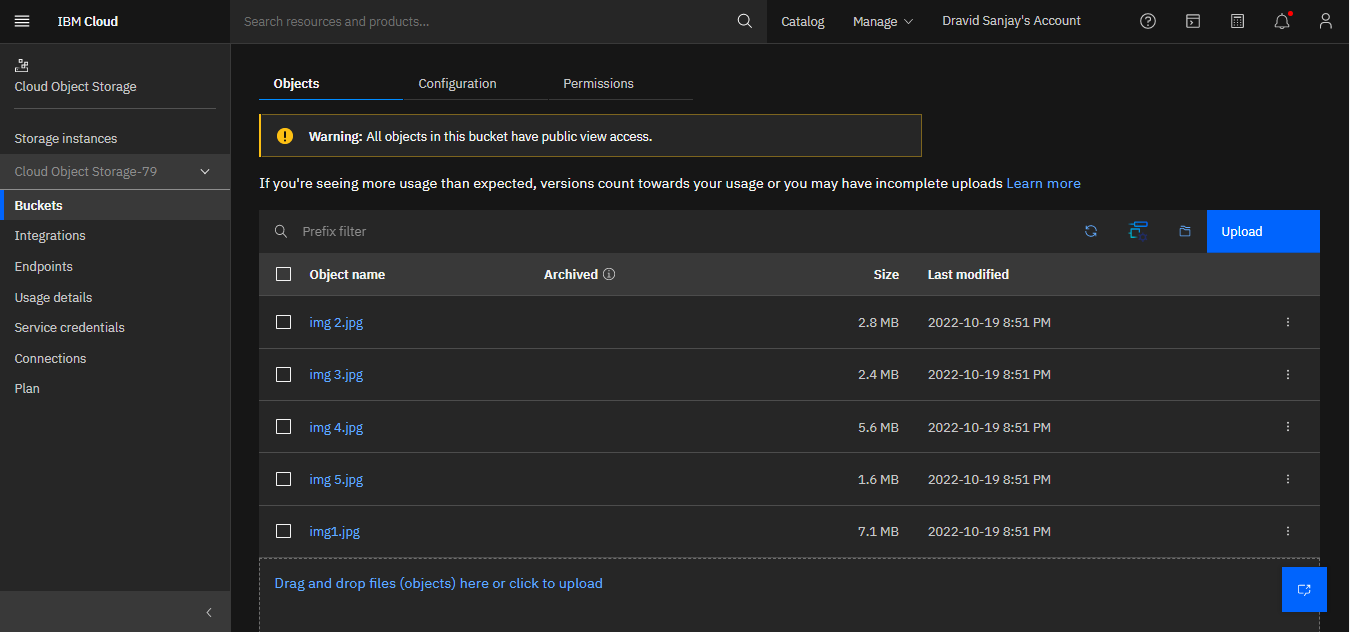 IBM Cloud
Search resources and products...
Catalog
Manage
Dravid Sanjay's Account
Cloud Object Storage
Storage instances
Cloud Object Storage-79
Buckets
Integrations
Endpoints
Usage details
Service credentials
Connections
Plan
Objects
Configuration
Permissions
Warning: All objects in this bucket have public view access.
If you're seeing more usage than expected, versions count towards your usage or you may have incomplete uploads Learn more
Prefix filter
Upload
Object name Archived Size Last modified
img 2.jpg 2.8 MB 2022-10-19 8:51 PM
img 3.jpg 2.4 MB 2022-10-19 8:51 PM
img 4.jpg 5.6 MB 2022-10-19 8:51 PM
img 5.jpg 1.6 MB 2022-10-19 8:51 PM
img1.jpg 7.1 MB 2022-10-19 8:51 PM
Drag and drop files (objects) here or click to upload